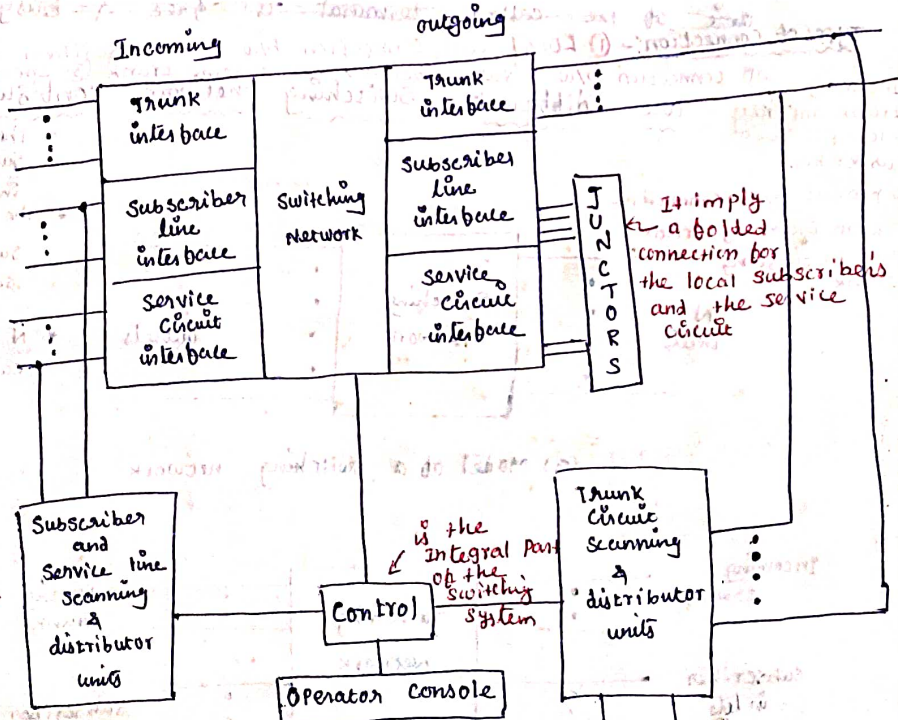 Incoming
outgoing
Trunk
interface
Subscriber
line
interface
Service
Circuit
interface
Switching
Network
Trunk
interface
Subscriber
line
interface
Service
Circuit
interface
JUNCTORS
It imply
a folded
connection for
the local subscriber's
and the service
Circuit
Subscriber
and
Service line
scanning
&
distributor
units
is the
Integral Part
of the
switching
system
Control
Operator console
Trunk
Circuit
scanning
&
distributor
units